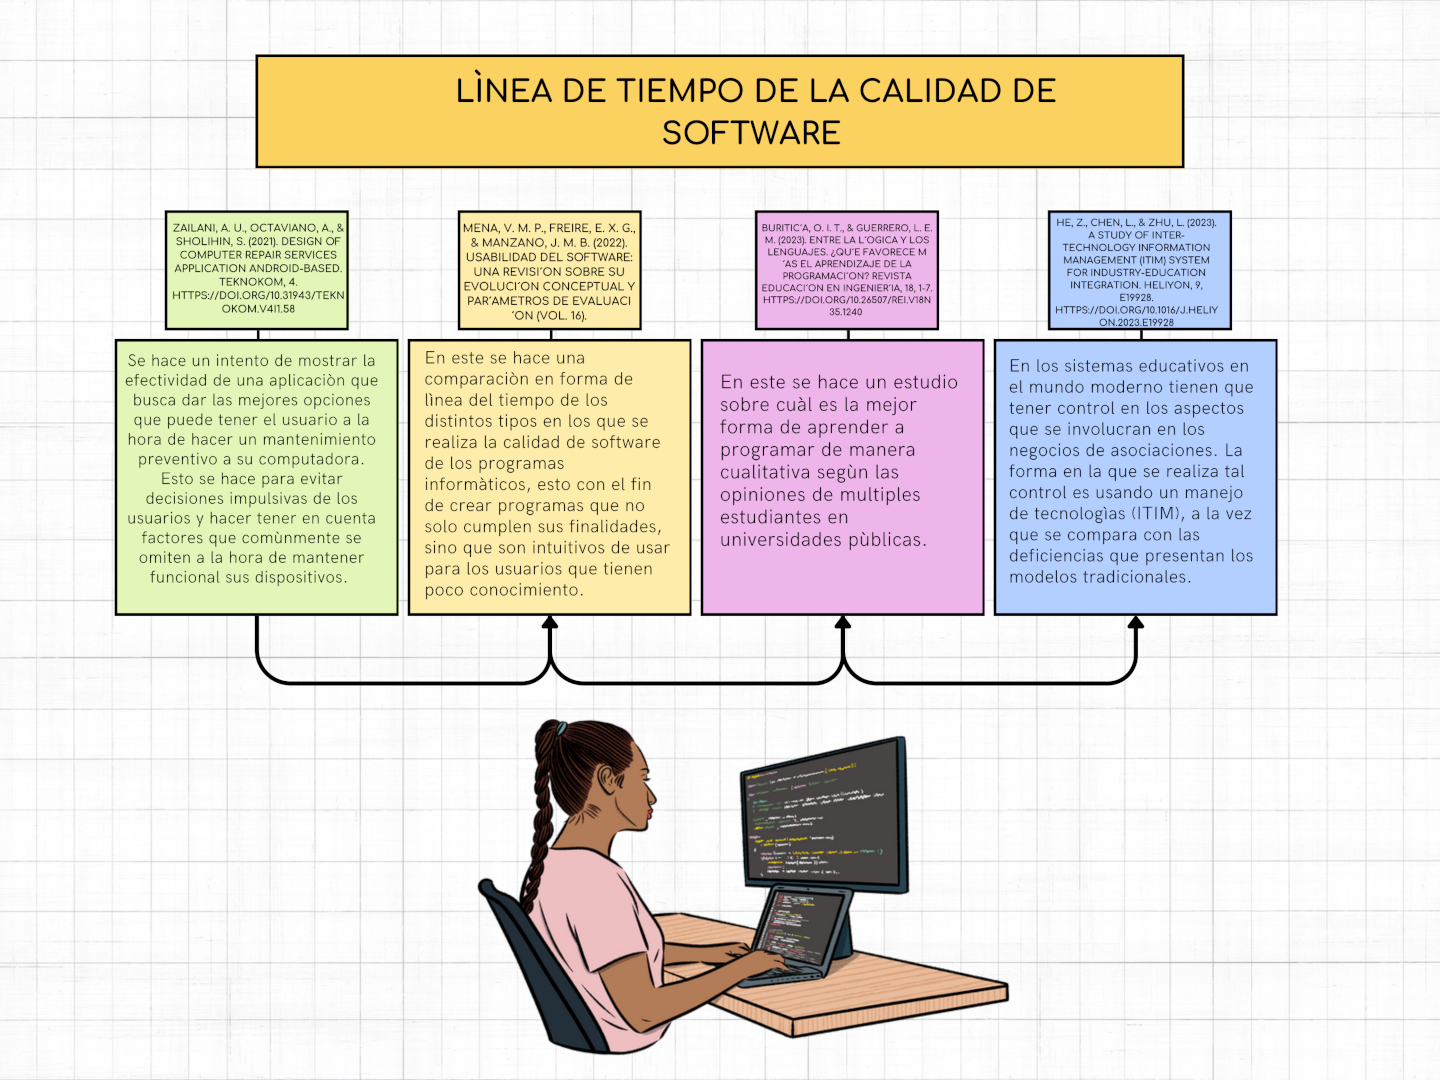 LÌNEA DE TIEMPO DE LA CALIDAD DE
SOFTWARE
ZAILANI, A. U., OCTAVIANO, A., &
SHOLIHIN, S. (2021). DESIGN OF
COMPUTER REPAIR SERVICES
APPLICATION ANDROID-BASED.
TEKNOKOM, 4.
HTTPS://DOI.ORG/10.31943/TEKN
OKOM.V4I1.58
Se hace un intento de mostrar la
efectividad de una aplicaciòn que
busca dar las mejores opciones
que puede tener el usuario a la
hora de hacer un mantenimiento
preventivo a su computadora.
Esto se hace para evitar
decisiones impulsivas de los
usuarios y hacer tener en cuenta
factores que comùnmente se
omiten a la hora de mantener
funcional sus dispositivos.
MENA, V. M. P., FREIRE, E. X. G.,
& MANZANO, J. M. B. (2022).
USABILIDAD DEL SOFTWARE:
UNA REVISI´ON SOBRE SU
EVOLUCI´ON CONCEPTUAL Y
PAR´AMETROS DE EVALUACI
´ON (VOL. 16).
En este se hace una
comparaciòn en forma de
lìnea del tiempo de los
distintos tipos en los que se
realiza la calidad de software
de los programas
informàticos, esto con el fin
de crear programas que no
solo cumplen sus finalidades,
sino que son intuitivos de usar
para los usuarios que tienen
poco conocimiento.
BURITIC´A, O. I. T., & GUERRERO, L. E.
M. (2023). ENTRE LA L´OGICA Y LOS
LENGUAJES. ¿QU´E FAVORECE M
´AS EL APRENDIZAJE DE LA
PROGRAMACI´ON? REVISTA
EDUCACI´ON EN INGENIER´IA, 18, 1-7.
HTTPS://DOI.ORG/10.26507/REI.V18N
35.1240
En este se hace un estudio
sobre cuàl es la mejor
forma de aprender a
programar de manera
cualitativa segùn las
opiniones de multiples
estudiantes en
universidades pùblicas.
HE, Z., CHEN, L., & ZHU, L. (2023).
A STUDY OF INTER-
TECHNOLOGY INFORMATION
MANAGEMENT (ITIM) SYSTEM
FOR INDUSTRY-EDUCATION
INTEGRATION. HELIYON, 9,
E19928.
HTTPS://DOI.ORG/10.1016/J.HELIY
ON.2023.E19928
En los sistemas educativos en
el mundo moderno tienen que
tener control en los aspectos
que se involucran en los
negocios de asociaciones. La
forma en la que se realiza tal
control es usando un manejo
de tecnologìas (ITIM), a la vez
que se compara con las
deficiencias que presentan los
modelos tradicionales.